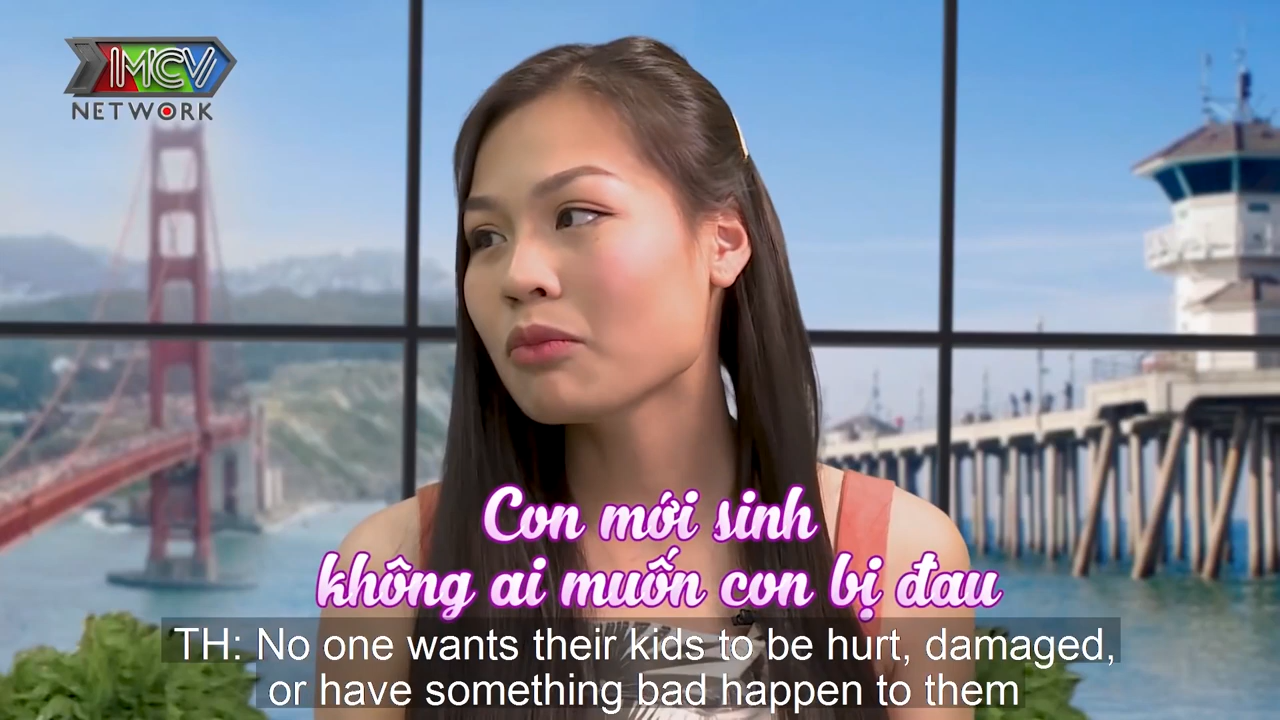 MCV
NETWORK
Con mới sinh
không ai muốn con bị đau
TH: No one wants their kids to be hurt, damaged,
or have something bad happen to them